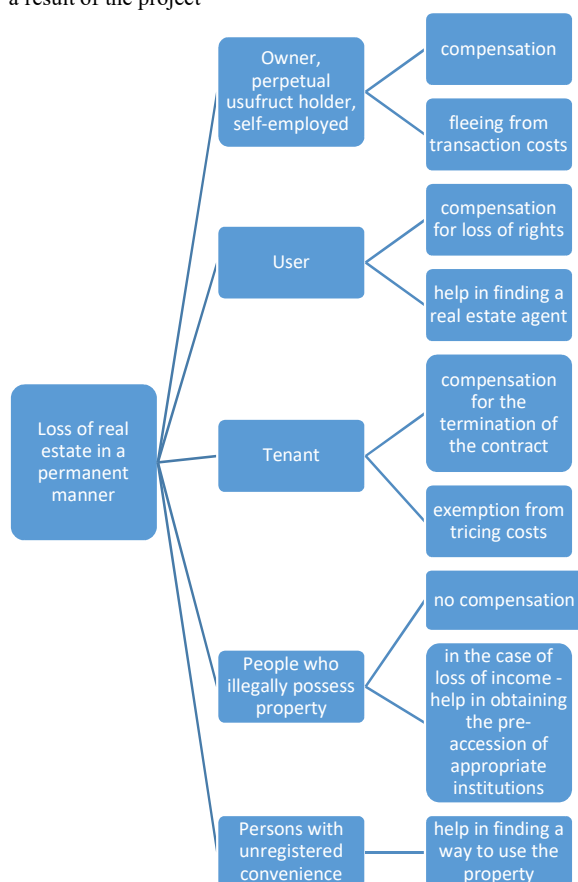 a result of the project
Owner,
perpetual
usufruct holder,
self-employed
compensation
fleeing from
transaction costs
User
compensation
for loss of rights
help in finding a
real estate agent
Loss of real
estate in a
permanent
manner
Tenant
compensation
for the
termination of
the contract
exemption from
tricing costs
People who
illegally possess
property
no compensation
in the case of
loss of income -
help in obtaining
the pre-
accession of
appropriate
institutions
Persons with
unregistered
convenience
help in finding a
way to use the
property